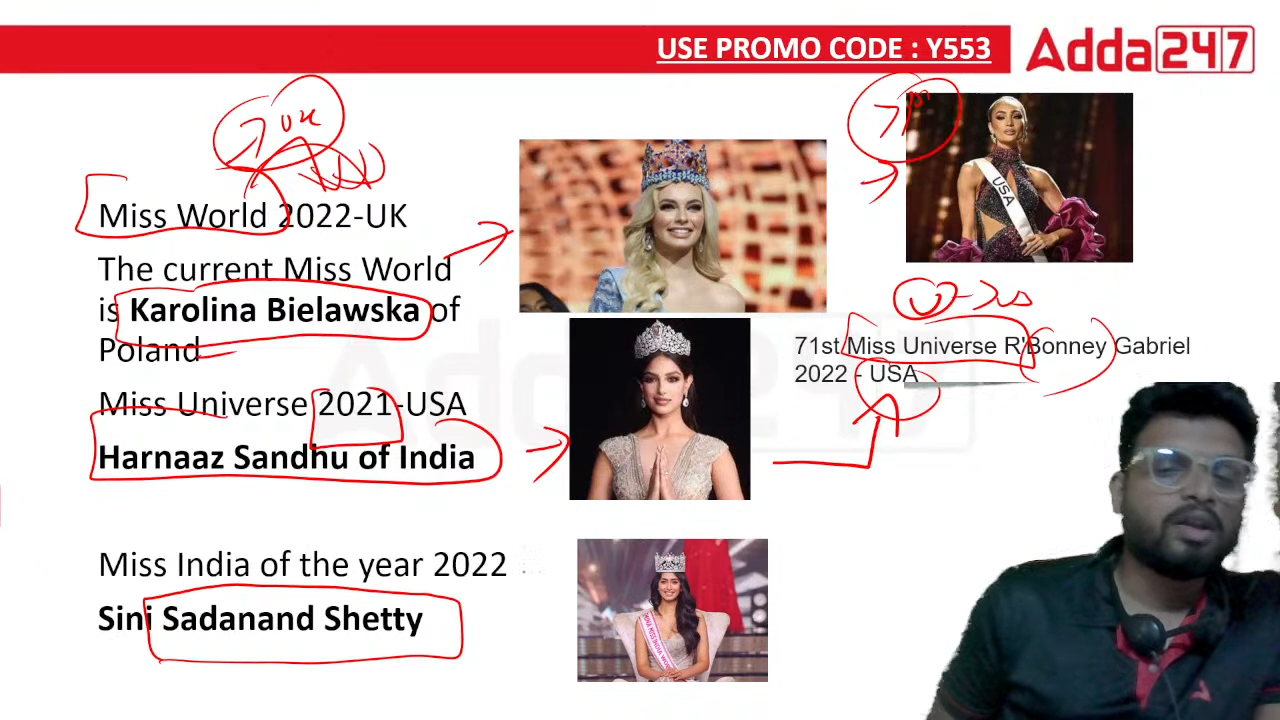 USE PROMO CODE : Y553
Adda247
70th
71st
Miss World 2022-UK
The current Miss World
is Karolina Bielawska of
Poland
Miss Universe 2021-USA
Harnaaz Sandhu of India
Miss India of the year 2022
Sini Sadanand Shetty
USA
71st Miss Universe R'Bonney Gabriel
2022 - USA